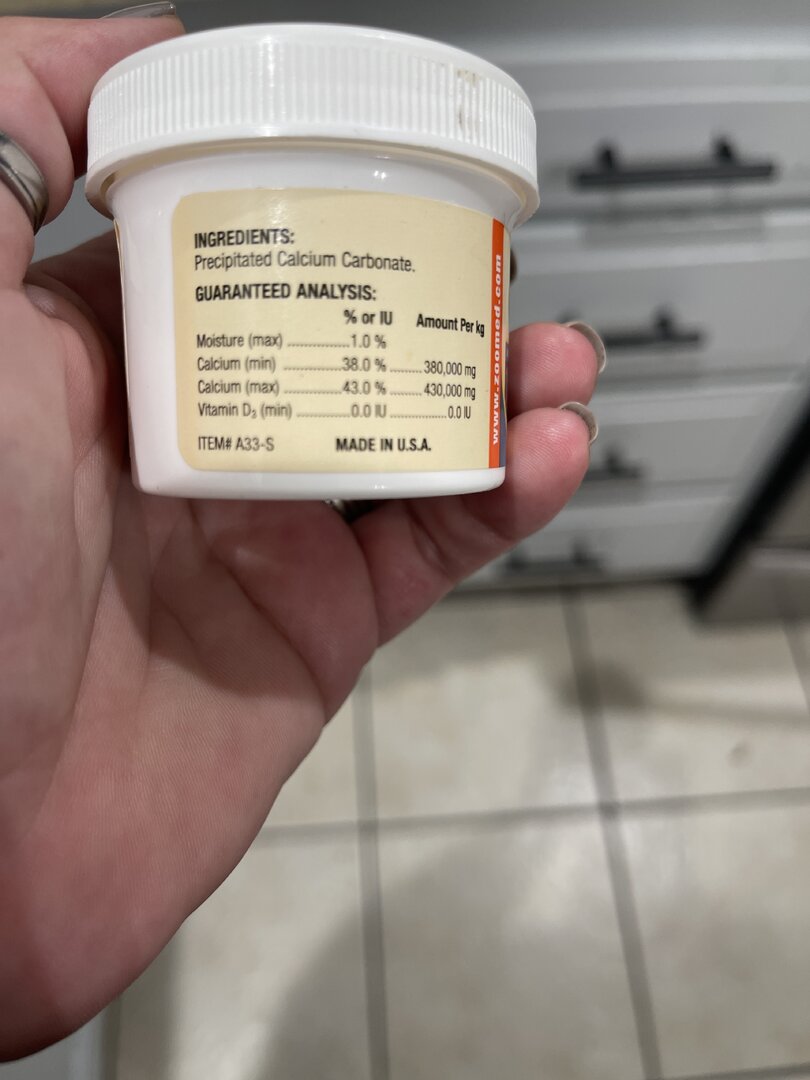 INGREDIENTS:
Precipitated Calcium Carbonate.
GUARANTEED ANALYSIS:
% or IU Amount Per kg
Moisture (max) ..............1.0 %
Calcium (min) ..............38.0 % ........ 380,000 mg
Calcium (max) ..............43.0 % ........ 430,000 mg
Vitamin D₃ (min) ..............0.0 IU ..............0.0 IU
ITEM# A33-S MADE IN U.S.A.
www.zoomed.com